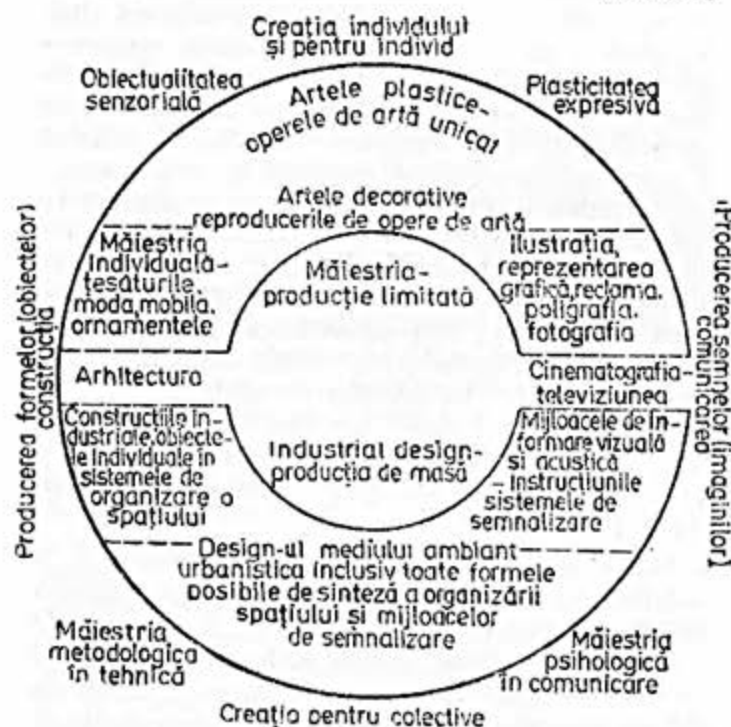 Creația individului
și pentru individ
Obiectualitatea
senzorială
Plasticitatea
expresivă
Artele plastice-
operele de artă unicat
Artele decorative
reproducerile de opere de artă
Măiestria
individuală-
țesăturile,
moda,mobila,
ornamentele
Măiestria-
producție limitată
Ilustrația,
reprezentarea
grafică,reclama,
poligrafia,
fotografia
Producerea formelor(obiectelor)
construcția
Producerea semnelor (imaginilor)
comunicarea
Arhitectura
Cinematografia-
televiziunea
Construcțiile in-
dustriale,obiecte-
le individuale în
sistemele de
organizare a
spațiului
Industrial design-
producția de masă
Mijloacele de in-
formare vizuală
și acustică
-instrucțiunile
sistemele de
semnalizare
Design-ul mediului ambiant
urbanistica inclusiv toate formele
posibile de sinteză a organizării
spațiului și mijloacelor
de semnalizare
Măiestria
metodologica
în tehnică
Măiestria
psihologică
în comunicare
Creația pentru colective